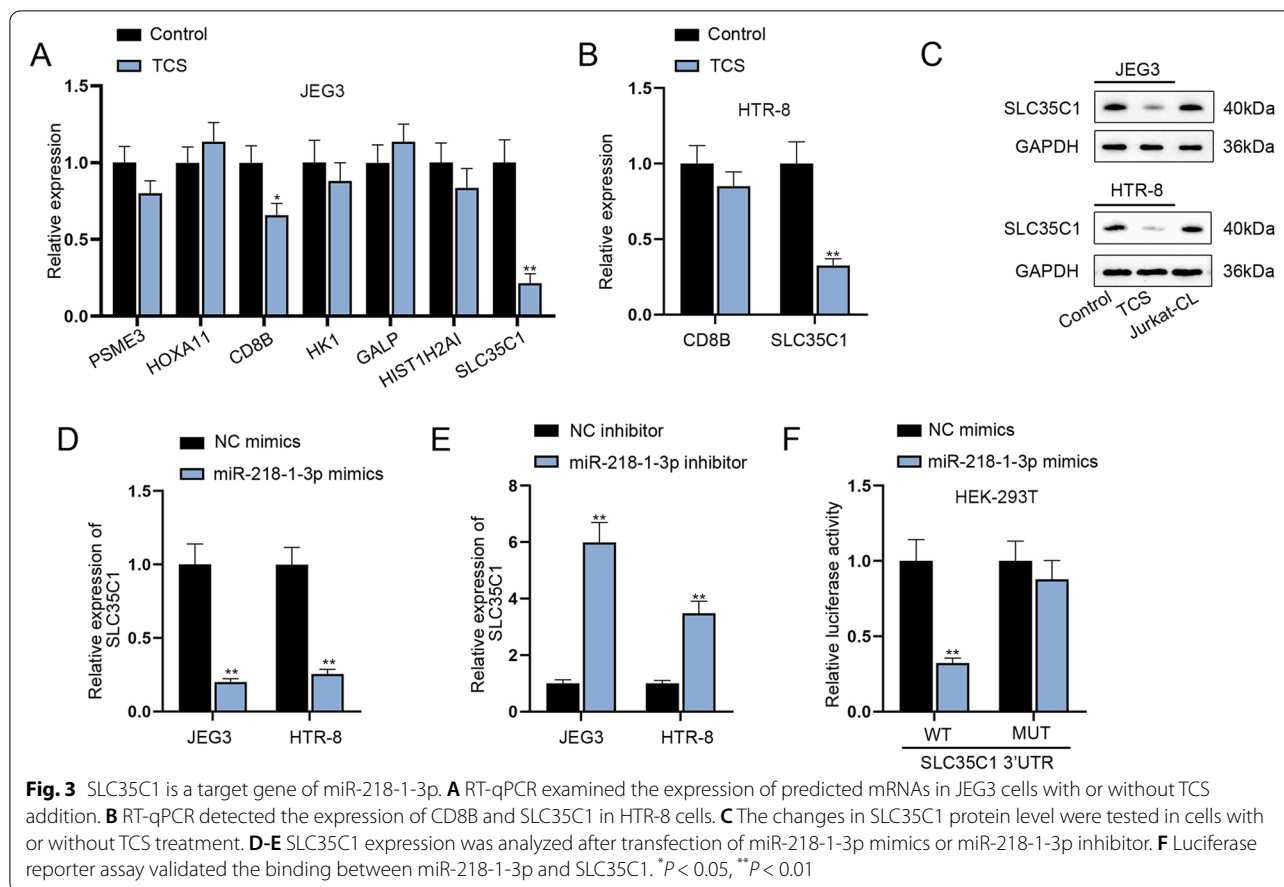 A
Control
TCS
JEG3
Relative expression
1.5
1.0
0.5
0.0
*
**
PSME3
HOXA11
CD8B
HK1
GALP
HIST1H2AI
SLC35C1
B
Control
TCS
HTR-8
Relative expression
1.5
1.0
0.5
0.0
**
CD8B
SLC35C1
C
JEG3
SLC35C1
40kDa
GAPDH
36kDa
HTR-8
SLC35C1
40kDa
GAPDH
36kDa
Control
TCS
Jurkat-CL
D
NC mimics
miR-218-1-3p mimics
Relative expression of
SLC35C1
1.5
1.0
0.5
0.0
**
**
JEG3
HTR-8
E
NC inhibitor
miR-218-1-3p inhibitor
Relative expression of
SLC35C1
8
6
4
2
0
**
**
JEG3
HTR-8
F
NC mimics
miR-218-1-3p mimics
HEK-293T
Relative luciferase activity
1.5
1.0
0.5
0.0
**
WT
MUT
SLC35C1 3'UTR
Fig. 3 SLC35C1 is a target gene of miR-218-1-3p. A RT-qPCR examined the expression of predicted mRNAs in JEG3 cells with or without TCS
addition. B RT-qPCR detected the expression of CD8B and SLC35C1 in HTR-8 cells. C The changes in SLC35C1 protein level were tested in cells with
or without TCS treatment. D-E SLC35C1 expression was analyzed after transfection of miR-218-1-3p mimics or miR-218-1-3p inhibitor. F Luciferase
reporter assay validated the binding between miR-218-1-3p and SLC35C1. *P < 0.05, **P < 0.01